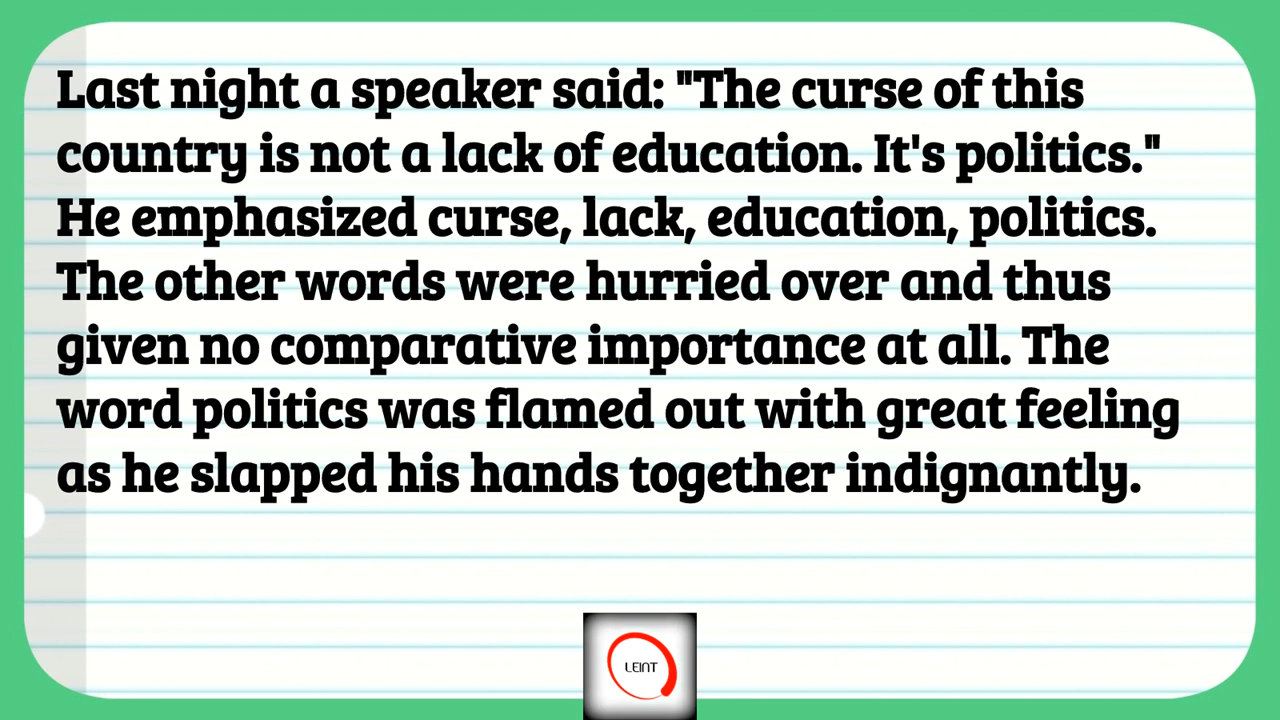 Last night a speaker said: "The curse of this
country is not a lack of education. It's politics."
He emphasized curse, lack, education, politics.
The other words were hurried over and thus
given no comparative importance at all. The
word politics was flamed out with great feeling
as he slapped his hands together indignantly.
LEINT